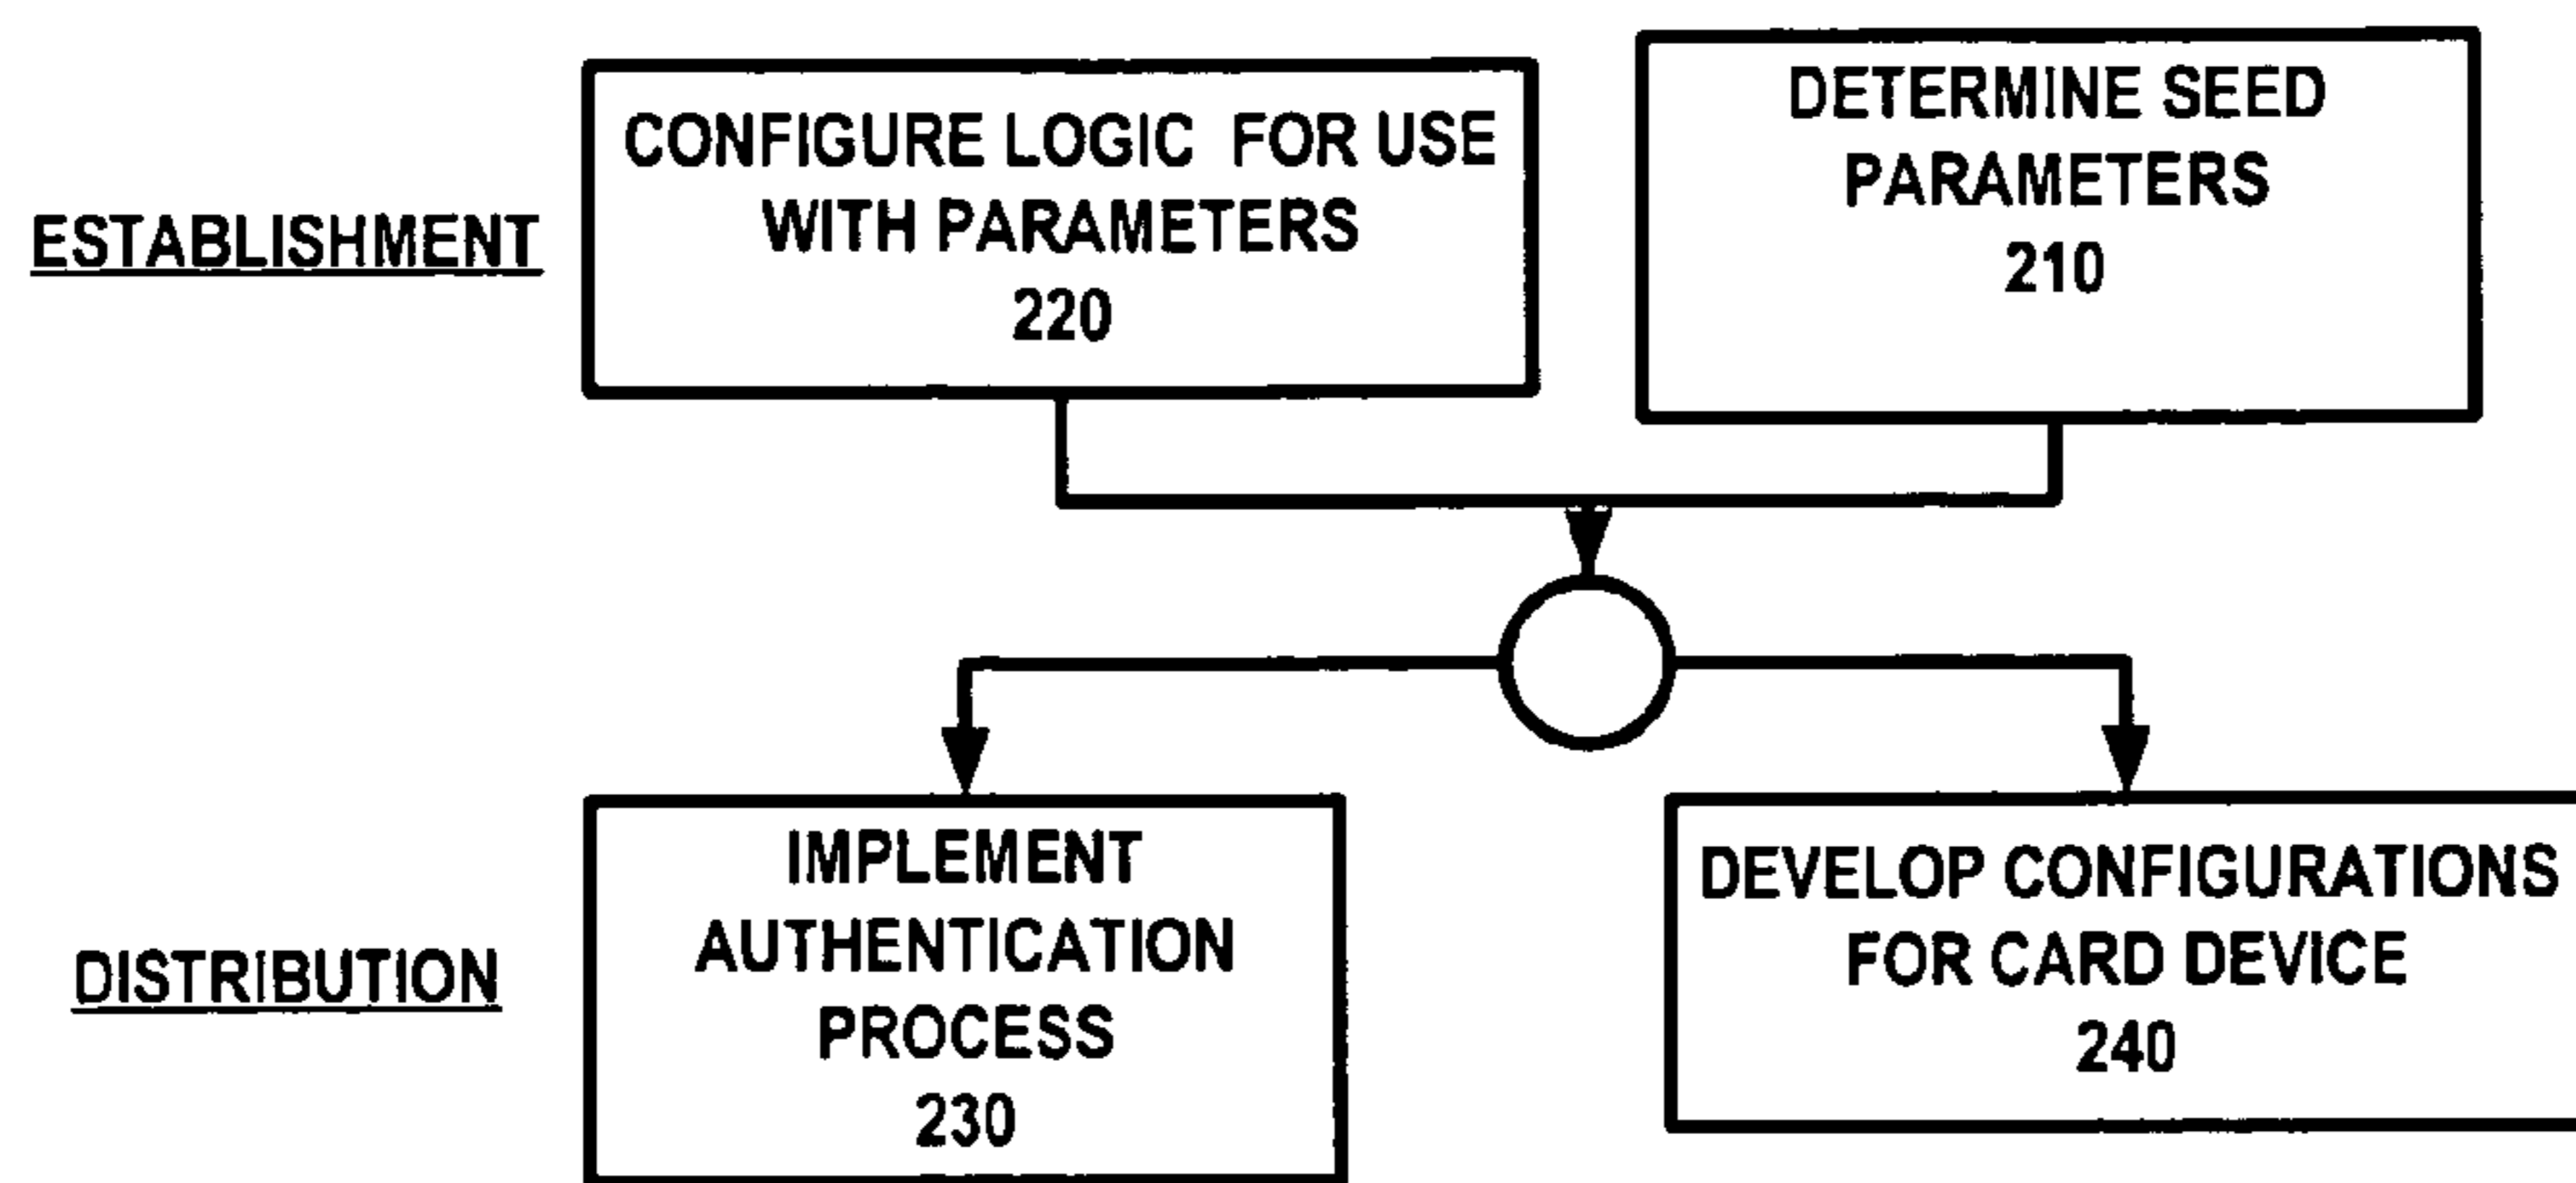 ESTABLISHMENT
CONFIGURE LOGIC FOR USE
WITH PARAMETERS
220
DETERMINE SEED
PARAMETERS
210
DISTRIBUTION
IMPLEMENT
AUTHENTICATION
PROCESS
230
DEVELOP CONFIGURATIONS
FOR CARD DEVICE
240